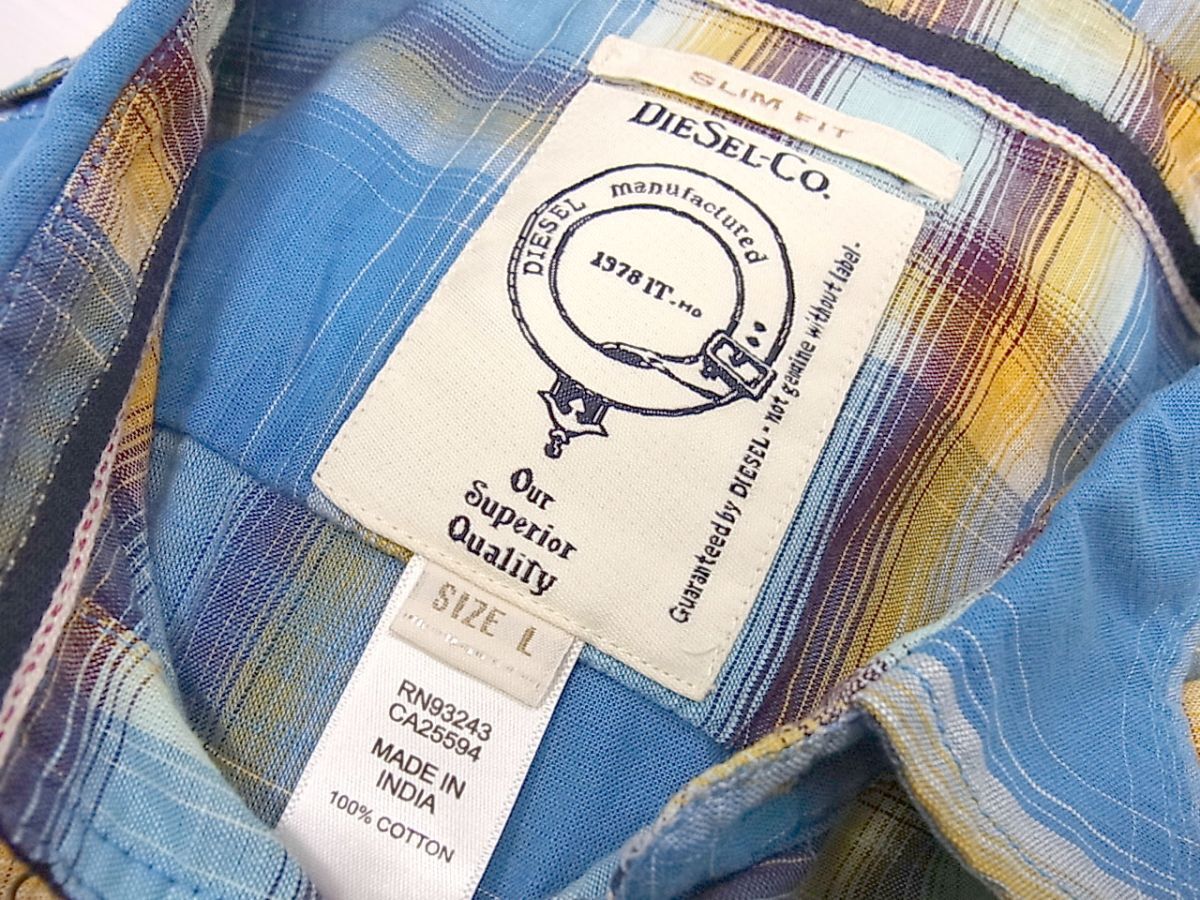 SLIM FIT
DIESEL-CO.
DIESEL manufactured
1978 IT-MO
Our
Superior
Quality
Guaranteed by DIESEL - not genuine without label.
SIZE L
RN93243
CA25594
MADE IN
INDIA
100% COTTON